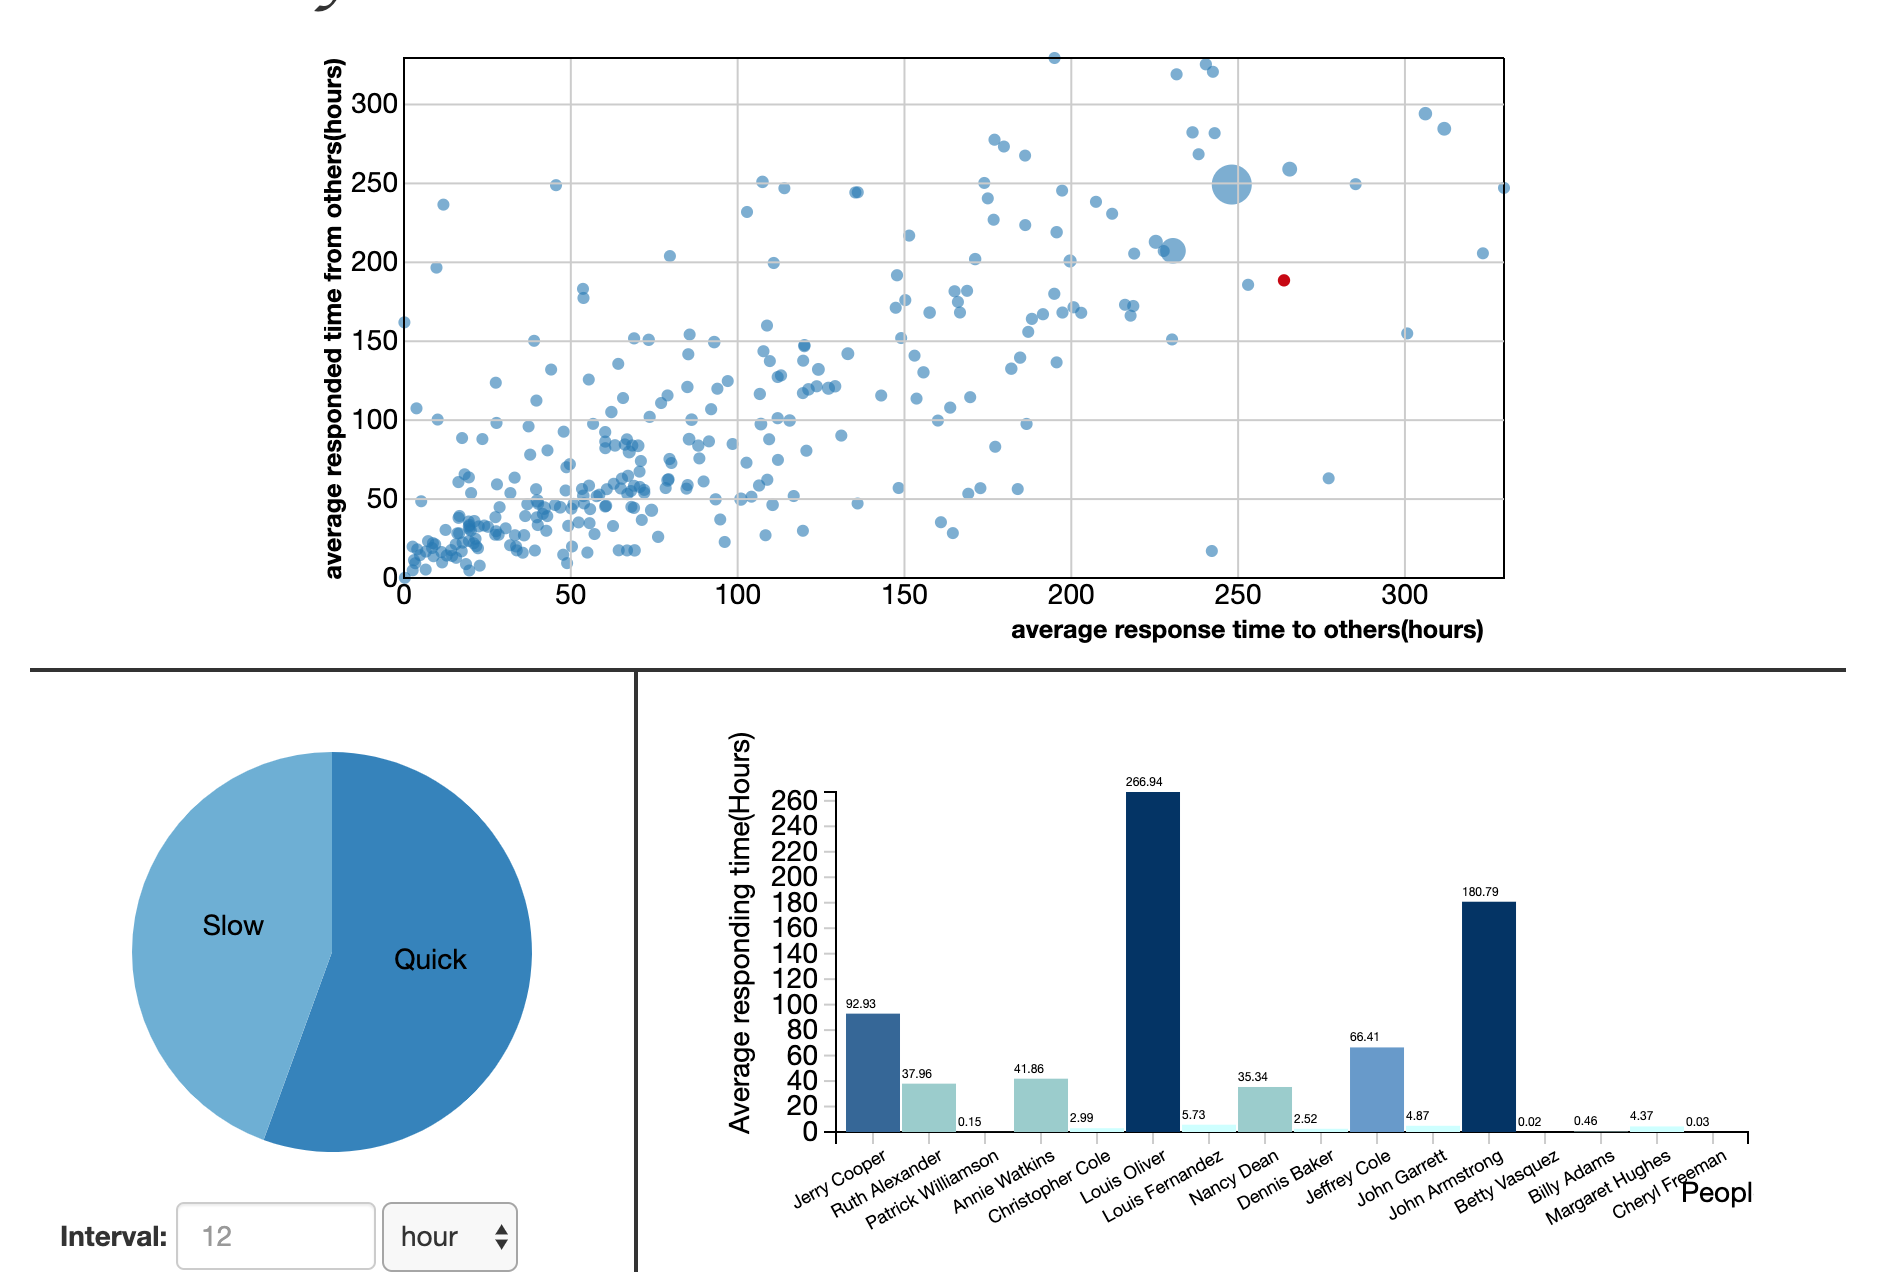 average responded time from others(hours)
300
250
200
150
100
50
0
0 50 100 150 200 250 300
average response time to others(hours)
Slow
Quick
Interval: 12 hour
Average responding time(Hours)
260
240
220
200
180
160
140
120
100
80
60
40
20
0
92.93
37.96
0.15
41.86
2.99
266.94
5.73
35.34
2.52
66.41
4.87
180.79
0.02
0.46
4.37
0.03
Jerry Cooper
Ruth Alexander
Patrick Williamson
Annie Watkins
Christopher Cole
Louis Oliver
Louis Fernandez
Nancy Dean
Dennis Baker
Jeffrey Cole
John Garrett
John Armstrong
Betty Vasquez
Billy Adams
Margaret Hughes
Cheryl Freeman
Peopl